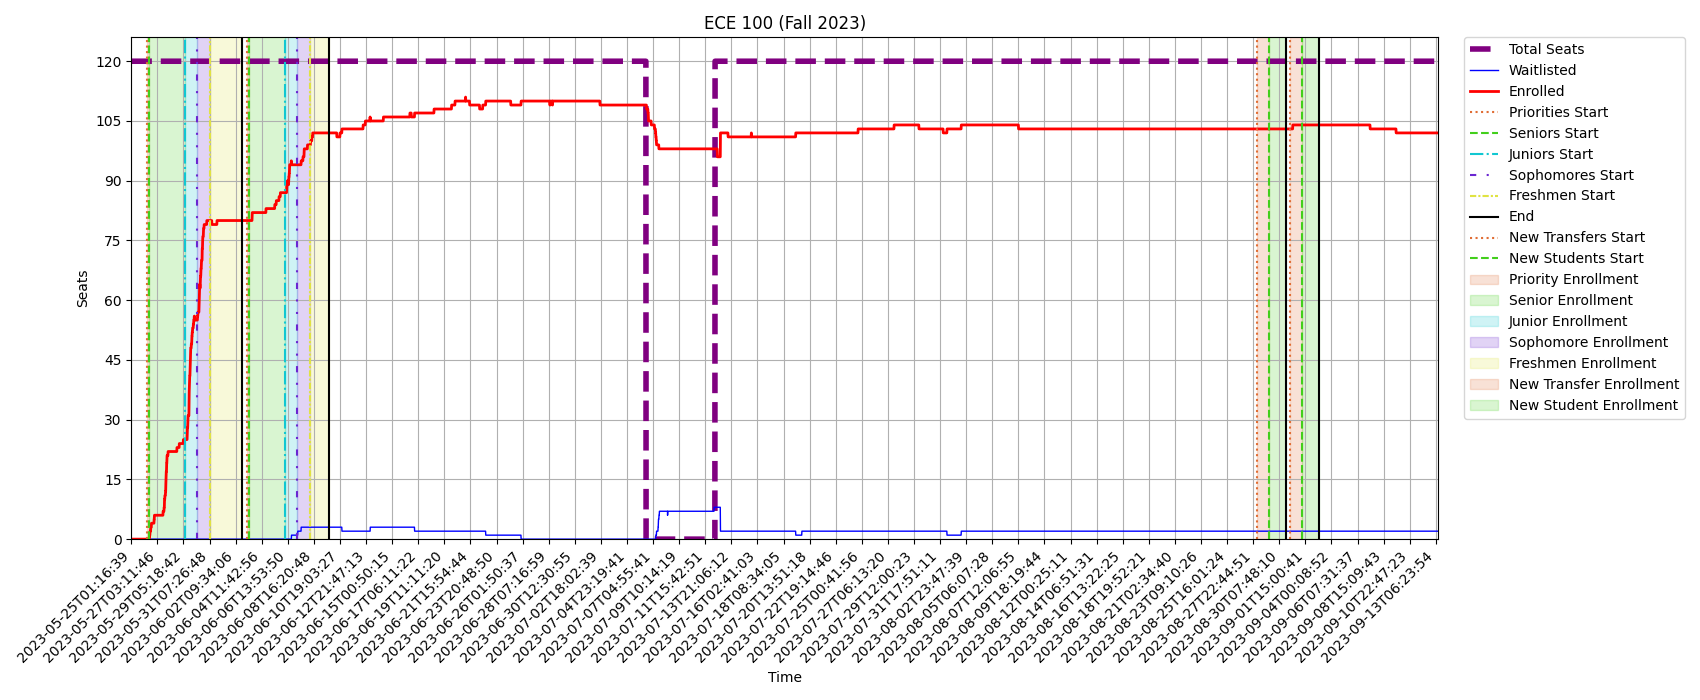 ECE 100 (Fall 2023)
Seats
120
105
90
75
60
45
30
15
0
2023-05-25T01:16:39
2023-05-27T03:11:46
2023-05-29T05:18:42
2023-05-31T07:26:48
2023-06-02T09:34:06
2023-06-04T11:42:56
2023-06-06T13:53:50
2023-06-08T16:20:48
2023-06-10T19:03:27
2023-06-12T21:47:13
2023-06-15T00:50:15
2023-06-17T06:11:22
2023-06-19T11:11:20
2023-06-21T15:54:44
2023-06-23T20:48:50
2023-06-26T01:50:37
2023-06-28T07:16:59
2023-06-30T12:30:55
2023-07-02T18:02:39
2023-07-04T23:19:41
2023-07-07T04:55:41
2023-07-09T10:14:19
2023-07-11T15:42:51
2023-07-13T21:06:12
2023-07-16T02:41:03
2023-07-18T08:34:05
2023-07-20T13:51:18
2023-07-22T19:14:46
2023-07-25T00:41:56
2023-07-27T06:13:20
2023-07-29T12:00:23
2023-07-31T17:51:11
2023-08-02T23:47:39
2023-08-05T06:07:28
2023-08-07T12:06:55
2023-08-09T18:19:44
2023-08-12T00:25:11
2023-08-14T06:51:31
2023-08-16T13:22:25
2023-08-18T19:52:21
2023-08-21T02:34:40
2023-08-23T09:10:26
2023-08-25T16:01:24
2023-08-27T22:44:51
2023-08-30T07:48:10
2023-09-01T15:00:41
2023-09-04T00:08:52
2023-09-06T07:31:37
2023-09-08T15:09:43
2023-09-10T22:47:23
2023-09-13T06:23:54
Time
Total Seats
Waitlisted
Enrolled
Priorities Start
Seniors Start
Juniors Start
Sophomores Start
Freshmen Start
End
New Transfers Start
New Students Start
Priority Enrollment
Senior Enrollment
Junior Enrollment
Sophomore Enrollment
Freshmen Enrollment
New Transfer Enrollment
New Student Enrollment